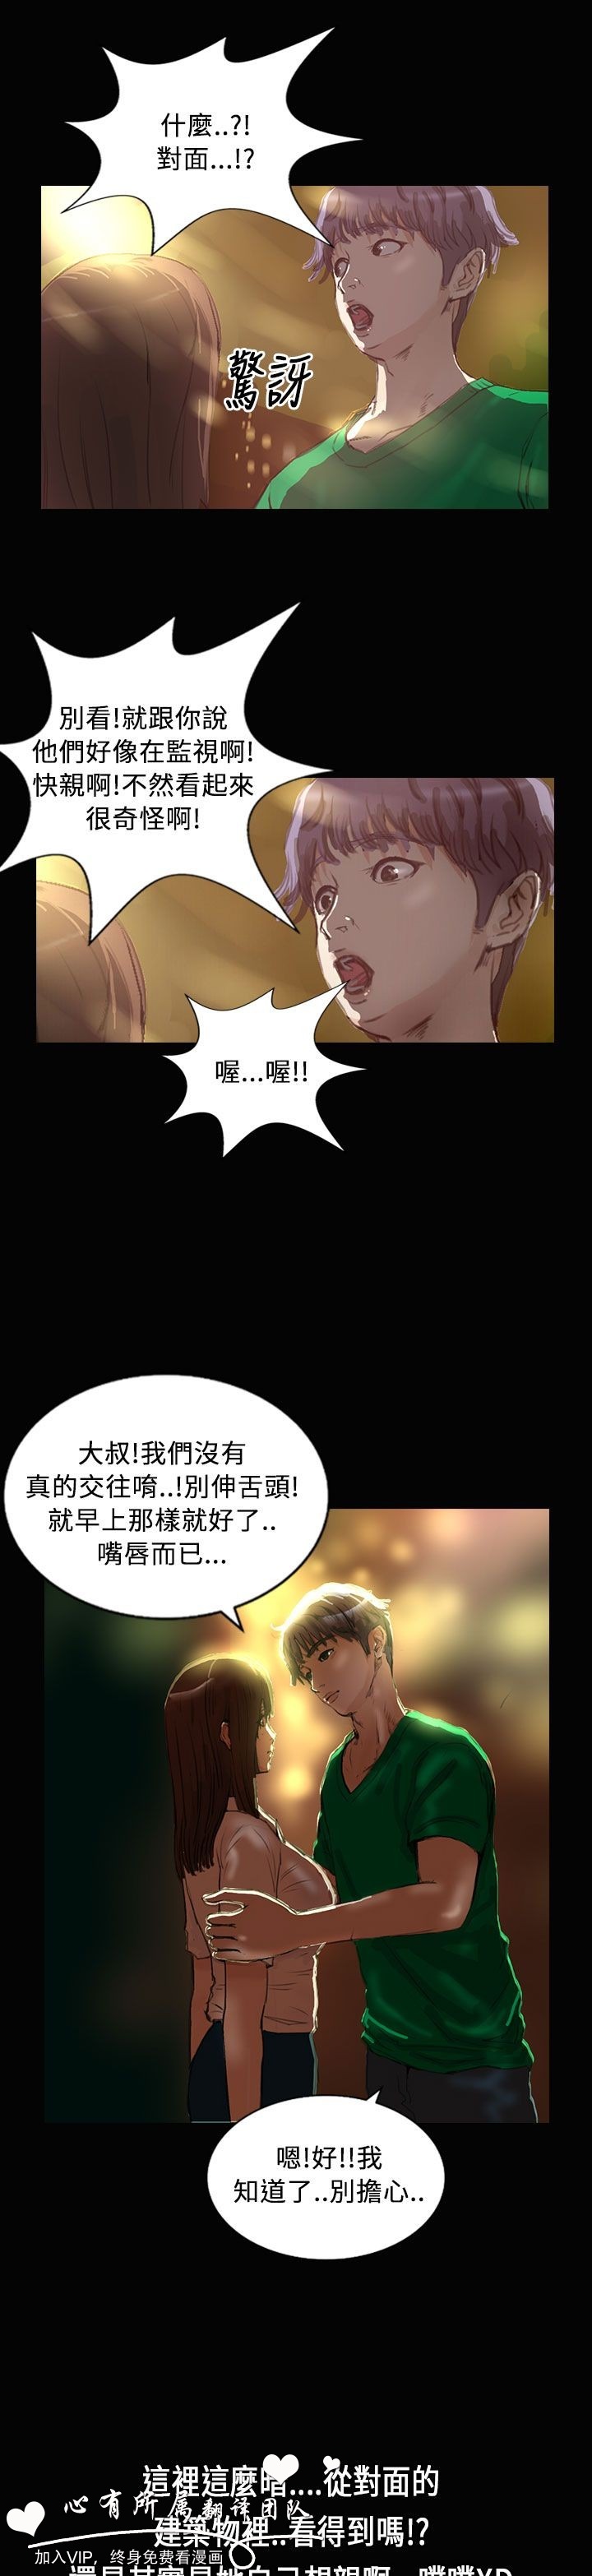 什麼..?!
對面...!?
驚訝
別看!就跟你說
他們好像在監視啊!
快親啊!不然看起來
很奇怪啊!
喔...喔!!
大叔!我們沒有
真的交往唷..!別伸舌頭!
就早上那樣就好了..
嘴唇而已...
嗯!好!!我
知道了..別擔心..
這裡這麼暗....從對面的
心有所属翻译团队
建築物裡..看得到嗎!?
加入VIP，终身免费看漫画